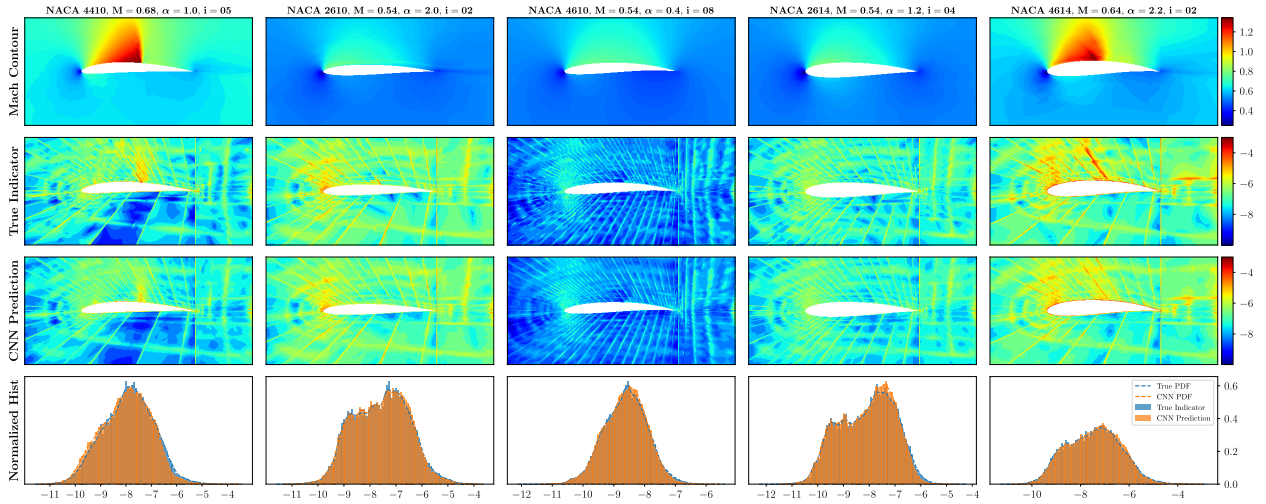 NACA 4410, M = 0.68, α = 1.0, i = 05
NACA 2610, M = 0.54, α = 2.0, i = 02
NACA 4610, M = 0.54, α = 0.4, i = 08
NACA 2614, M = 0.54, α = 1.2, i = 04
NACA 4614, M = 0.64, α = 2.2, i = 02
Mach Contour
1.2
1.0
0.8
0.6
0.4
True Indicator
−4
−6
−8
CNN Prediction
−4
−6
−8
Normalized Hist
True PDF
CNN PDF
True Indicator
CNN Prediction
0.6
0.4
0.2
0.0
−11 −10 −9 −8 −7 −6 −5 −4
−10 −9 −8 −7 −6 −5 −4 −3
−12 −11 −10 −9 −8 −7 −6
−11 −10 −9 −8 −7 −6 −5 −4
−10 −8 −6 −4